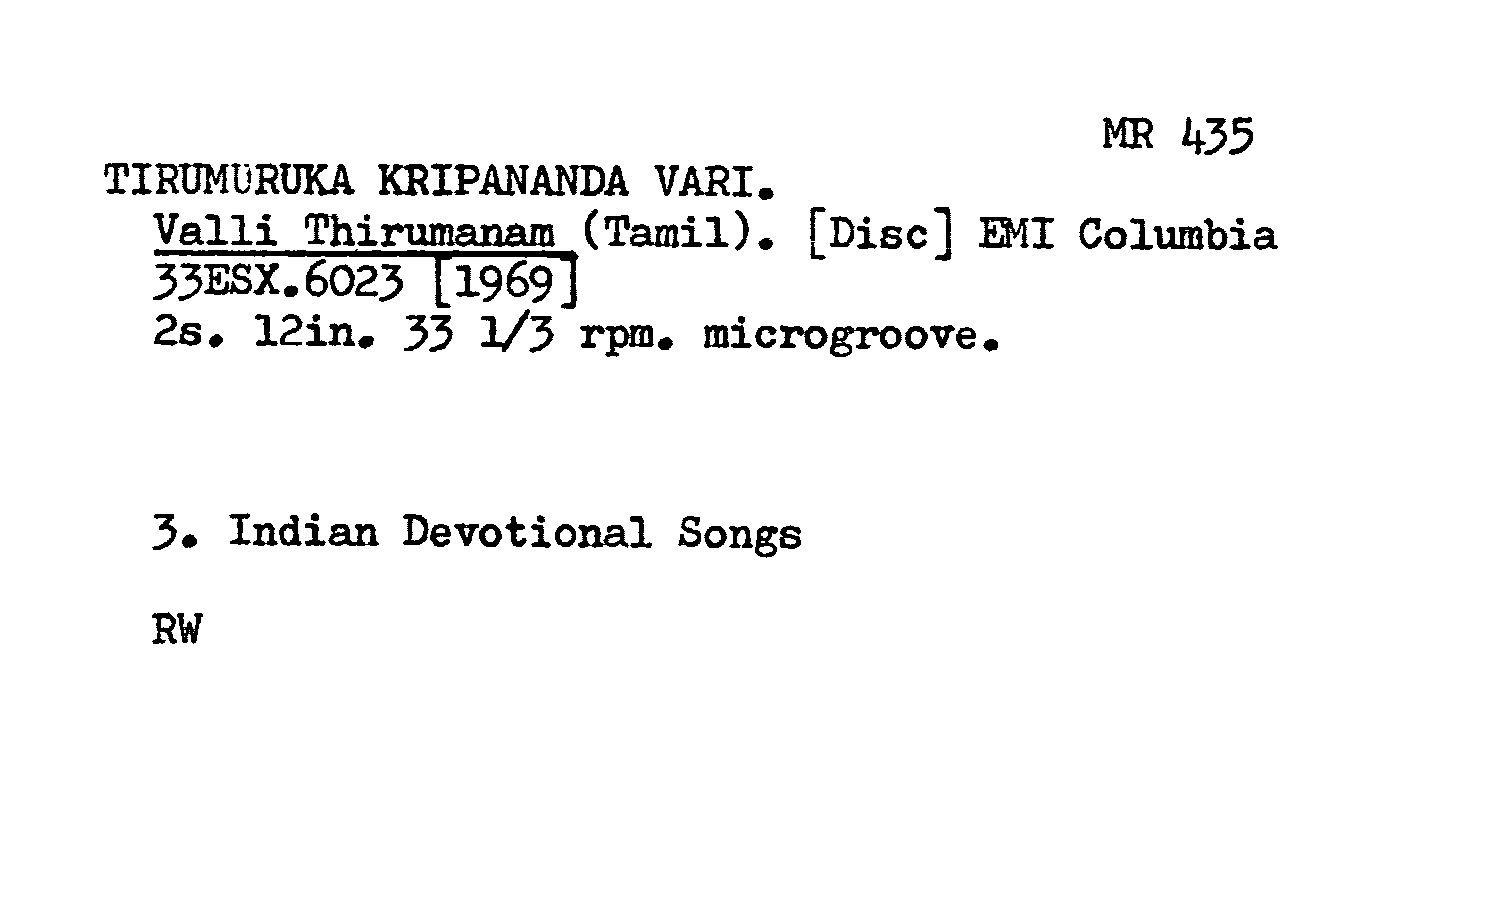 MR 435
TIRUMURUKA KRIPANANDA VARI.
Valli Thirumanam (Tamil). [Disc] EMI Columbia
33ESX.6023 [1969]
2s. 12in. 33 1/3 rpm. microgroove.
3. Indian Devotional Songs
RW